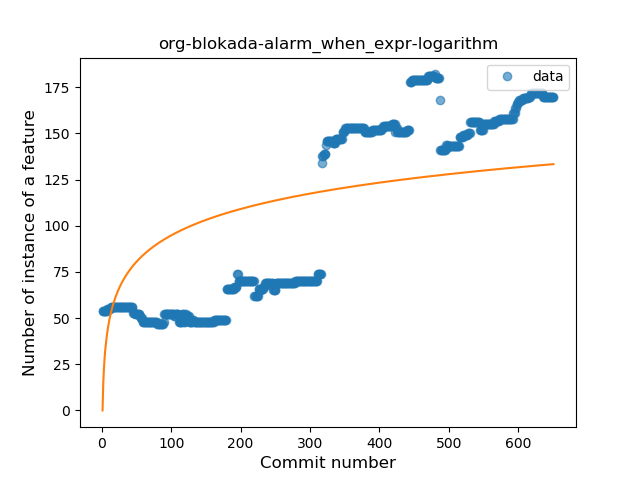 org-blokada-alarm_when_expr-logarithm
data
Number of instance of a feature
175
150
125
100
75
50
25
0
0 100 200 300 400 500 600
Commit number